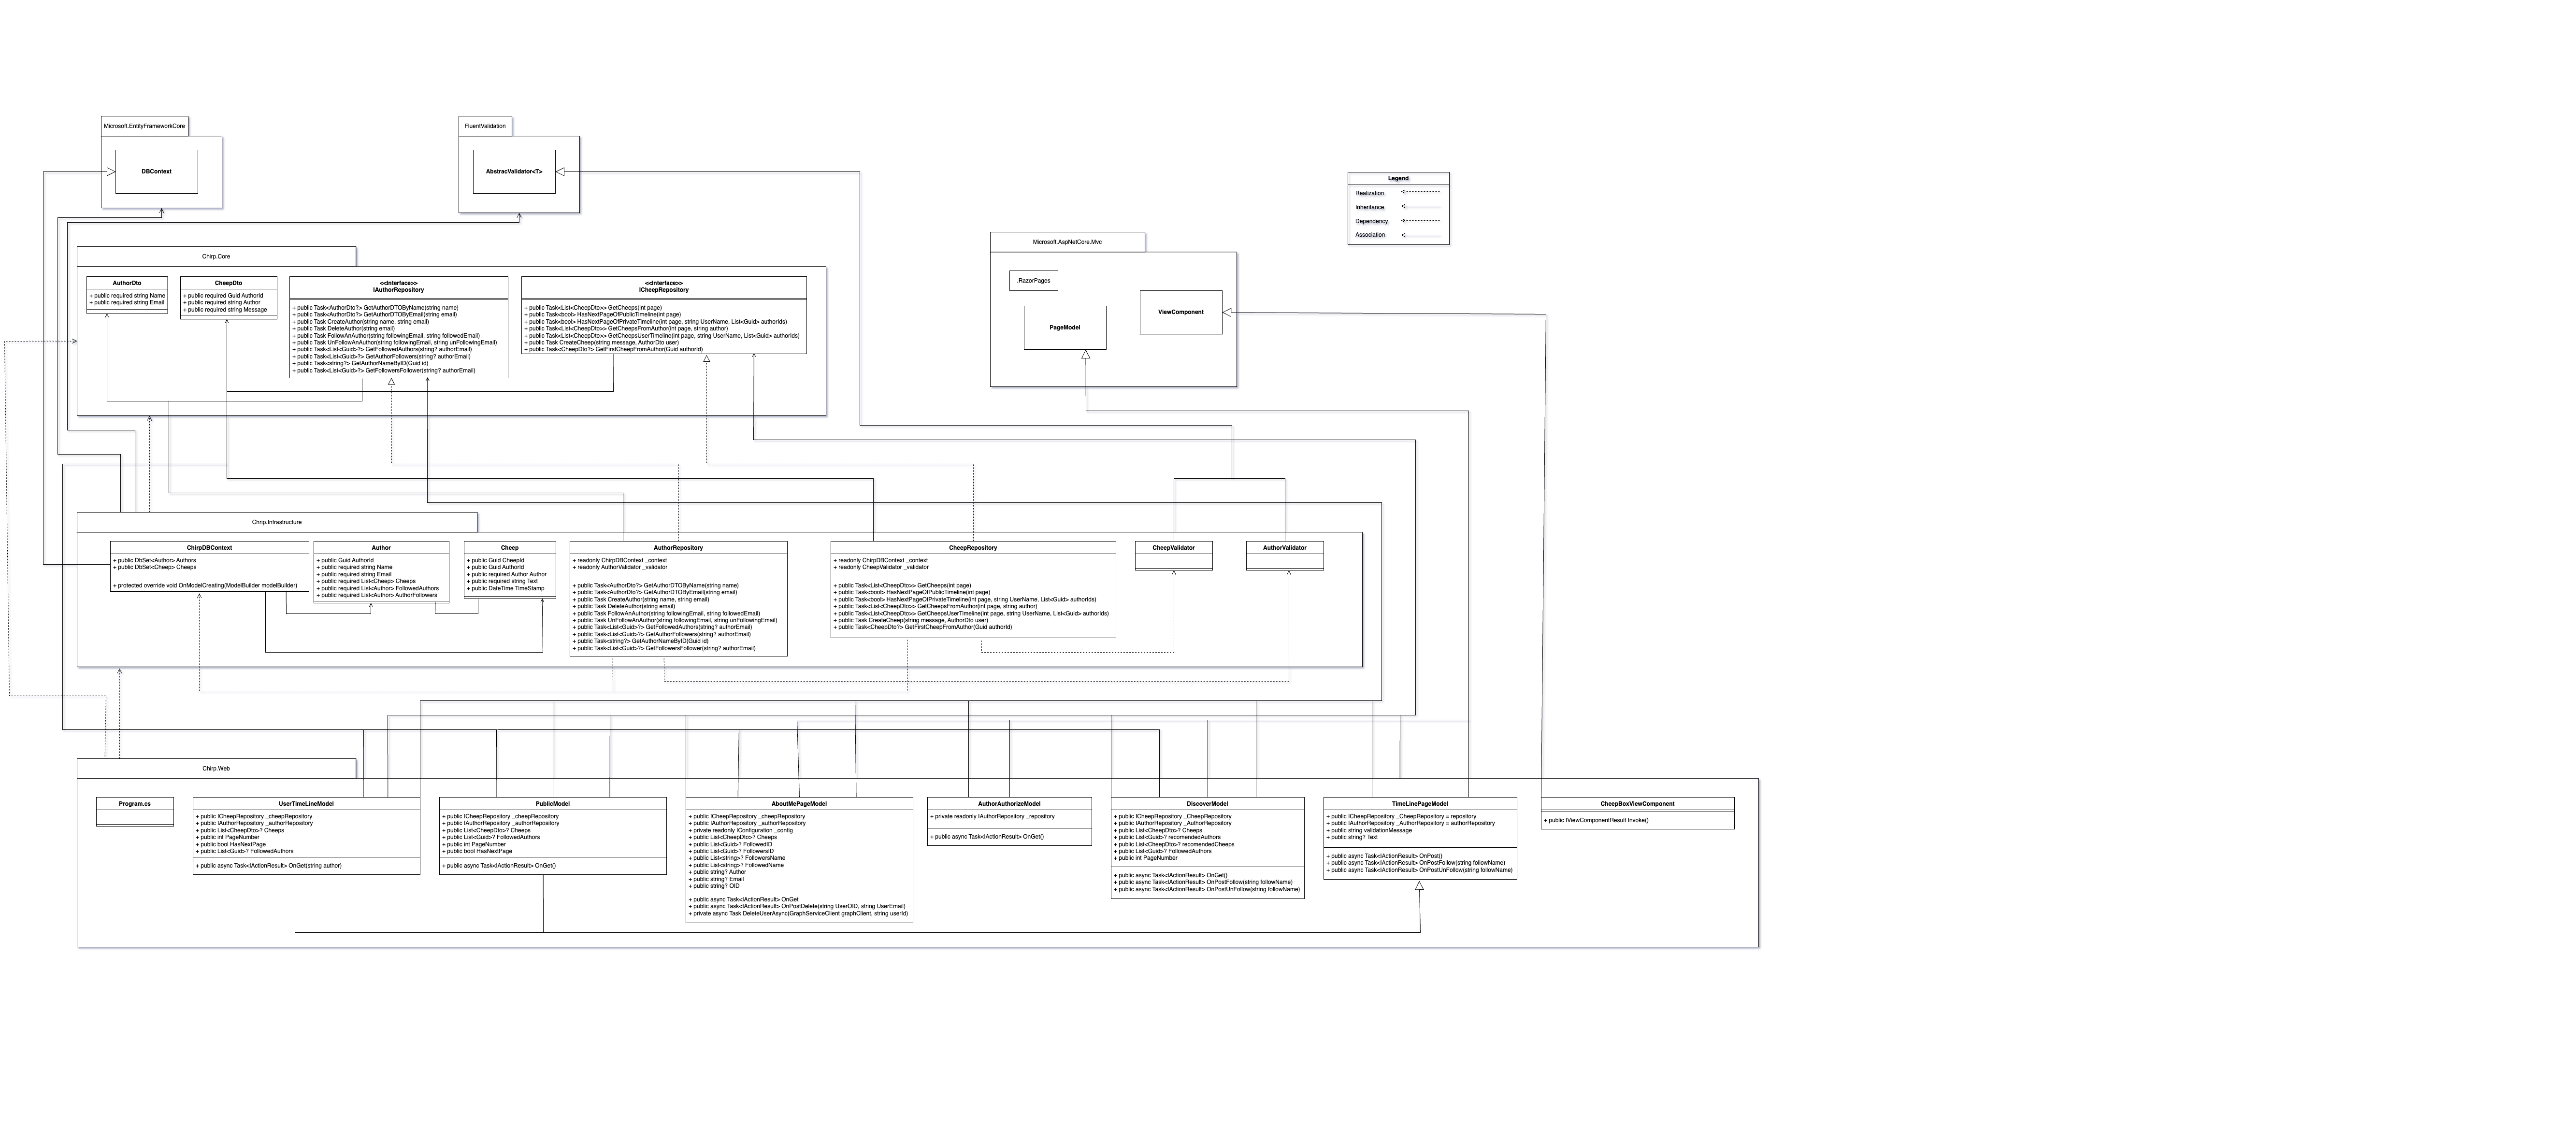 Microsoft.EntityFrameworkCore
DBContext
FluentValidation
AbstracValidator<T>
Legend
Realization
Inheritance
Dependency
Association
Microsoft.AspNetCore.Mvc
.RazorPages
PageModel
ViewComponent
Chirp.Core
AuthorDto
+ public required string Name
+ public required string Email
CheepDto
+ public required Guid AuthorId
+ public required string Author
+ public required string Message
<<Interface>>
IAuthorRepository
+ public Task<AuthorDto?> GetAuthorDTOByName(string name)
+ public Task<AuthorDto?> GetAuthorDTOByEmail(string email)
+ public Task CreateAuthor(string name, string email)
+ public Task DeleteAuthor(string email)
+ public Task FollowAnAuthor(string followingEmail, string followedEmail)
+ public Task UnFollowAnAuthor(string followingEmail, string unFollowingEmail)
+ public Task<List<Guid>?> GetFollowedAuthors(string? authorEmail)
+ public Task<List<Guid>?> GetAuthorFollowers(string? authorEmail)
+ public Task<string?> GetAuthorNameByID(Guid id)
+ public Task<List<Guid>?> GetFollowersFollower(string? authorEmail)
<<Interface>>
ICheepRepository
+ public Task<List<CheepDto>> GetCheeps(int page)
+ public Task<bool> HasNextPageOfPublicTimeline(int page)
+ public Task<bool> HasNextPageOfPrivateTimeline(int page, string UserName, List<Guid> authorIds)
+ public Task<List<CheepDto>> GetCheepsFromAuthor(int page, string author)
+ public Task<List<CheepDto>> GetCheepsUserTimeline(int page, string UserName, List<Guid> authorIds)
+ public Task CreateCheep(string message, AuthorDto user)
+ public Task<CheepDto?> GetFirstCheepFromAuthor(Guid authorId)
Chrip.Infrastructure
ChirpDBContext
+ public DbSet<Author> Authors
+ public DbSet<Cheep> Cheeps
+ protected override void OnModelCreating(ModelBuilder modelBuilder)
Author
+ public Guid AuthorId
+ public required string Name
+ public required string Email
+ public required List<Cheep> Cheeps
+ public required List<Author> FollowedAuthors
+ public required List<Author> AuthorFollowers
Cheep
+ public Guid CheepId
+ public Guid AuthorId
+ public required Author Author
+ public required string Text
+ public DateTime TimeStamp
AuthorRepository
+ readonly ChirpDBContext _context
+ readonly AuthorValidator _validator
+ public Task<AuthorDto?> GetAuthorDTOByName(string name)
+ public Task<AuthorDto?> GetAuthorDTOByEmail(string email)
+ public Task CreateAuthor(string name, string email)
+ public Task DeleteAuthor(string email)
+ public Task FollowAnAuthor(string followingEmail, string followedEmail)
+ public Task UnFollowAnAuthor(string followingEmail, string unFollowingEmail)
+ public Task<List<Guid>?> GetFollowedAuthors(string? authorEmail)
+ public Task<List<Guid>?> GetAuthorFollowers(string? authorEmail)
+ public Task<string?> GetAuthorNameByID(Guid id)
+ public Task<List<Guid>?> GetFollowersFollower(string? authorEmail)
CheepRepository
+ readonly ChirpDBContext _context
+ readonly CheepValidator _validator
+ public Task<List<CheepDto>> GetCheeps(int page)
+ public Task<bool> HasNextPageOfPublicTimeline(int page)
+ public Task<bool> HasNextPageOfPrivateTimeline(int page, string UserName, List<Guid> authorIds)
+ public Task<List<CheepDto>> GetCheepsFromAuthor(int page, string author)
+ public Task<List<CheepDto>> GetCheepsUserTimeline(int page, string UserName, List<Guid> authorIds)
+ public Task CreateCheep(string message, AuthorDto user)
+ public Task<CheepDto?> GetFirstCheepFromAuthor(Guid authorId)
CheepValidator
AuthorValidator
Chirp.Web
Program.cs
UserTimeLineModel
+ public ICheepRepository _cheepRepository
+ public IAuthorRepository _authorRepository
+ public List<CheepDto>? Cheeps
+ public int PageNumber
+ public bool HasNextPage
+ public List<Guid>? FollowedAuthors
+ public async Task<IActionResult> OnGet(string author)
PublicModel
+ public ICheepRepository _cheepRepository
+ public IAuthorRepository _authorRepository
+ public List<CheepDto>? Cheeps
+ public List<Guid>? FollowedAuthors
+ public int PageNumber
+ public bool HasNextPage
+ public async Task<IActionResult> OnGet()
AboutMePageModel
+ public ICheepRepository _cheepRepository
+ public IAuthorRepository _authorRepository
+ private readonly IConfiguration _config
+ public List<CheepDto>? Cheeps
+ public List<Guid>? FollowedID
+ public List<Guid>? FollowersID
+ public List<string>? FollowersName
+ public List<string>? FollowedName
+ public string? Author
+ public string? Email
+ public string? OID
+ public async Task<IActionResult> OnGet
+ public async Task<IActionResult> OnPostDelete(string UserOID, string UserEmail)
+ private async Task DeleteUserAsync(GraphServiceClient graphClient, string userid)
AuthorAuthorizeModel
+ private readonly IAuthorRepository _repository
+ public async Task<IActionResult> OnGet()
DiscoverModel
+ public ICheepRepository _CheepRepository
+ public IAuthorRepository _AuthorRepository
+ public List<CheepDto>? Cheeps
+ public List<Guid>? recomendedAuthors
+ public List<CheepDto>? recomendedCheeps
+ public List<Guid>? FollowedAuthors
+ public int PageNumber
+ public async Task<IActionResult> OnGet()
+ public async Task<IActionResult> OnPostFollow(string followName)
+ public async Task<IActionResult> OnPostUnFollow(string followName)
TimeLinePageModel
+ public ICheepRepository _CheepRepository = repository
+ public IAuthorRepository _AuthorRepository = authorRepository
+ public string validationMessage
+ public string? Text
+ public async Task<IActionResult> OnPost()
+ public async Task<IActionResult> OnPostFollow(string followName)
+ public async Task<IActionResult> OnPostUnFollow(string followName)
CheepBoxViewComponent
+ public IViewComponentResult Invoke()